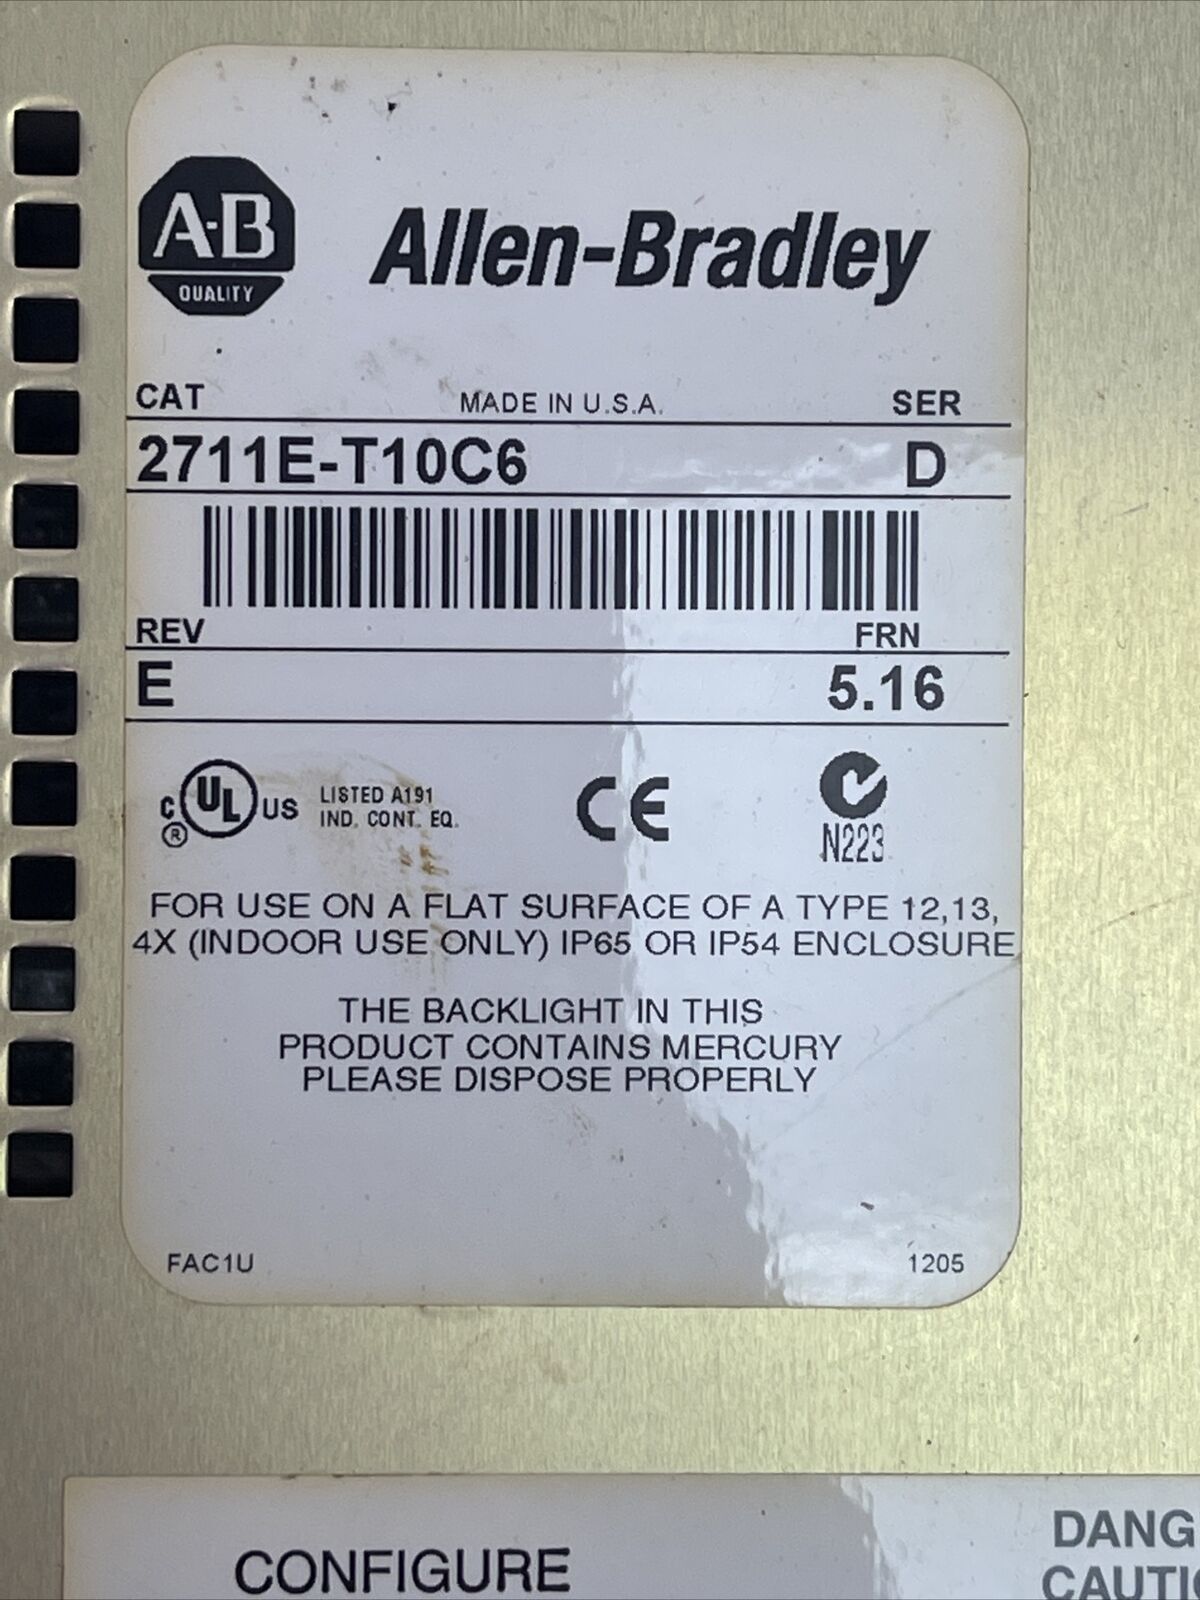 A-B
QUALITY
Allen-Bradley
CAT MADE IN U.S.A. SER
2711E-T10C6 D
REV FRN
E 5.16
C UL US LISTED A191
® IND. CONT. EQ.
CE
N223
FOR USE ON A FLAT SURFACE OF A TYPE 12,13,
4X (INDOOR USE ONLY) IP65 OR IP54 ENCLOSURE
THE BACKLIGHT IN THIS
PRODUCT CONTAINS MERCURY
PLEASE DISPOSE PROPERLY
FAC1U 1205
CONFIGURE
DANG
CAUTIO